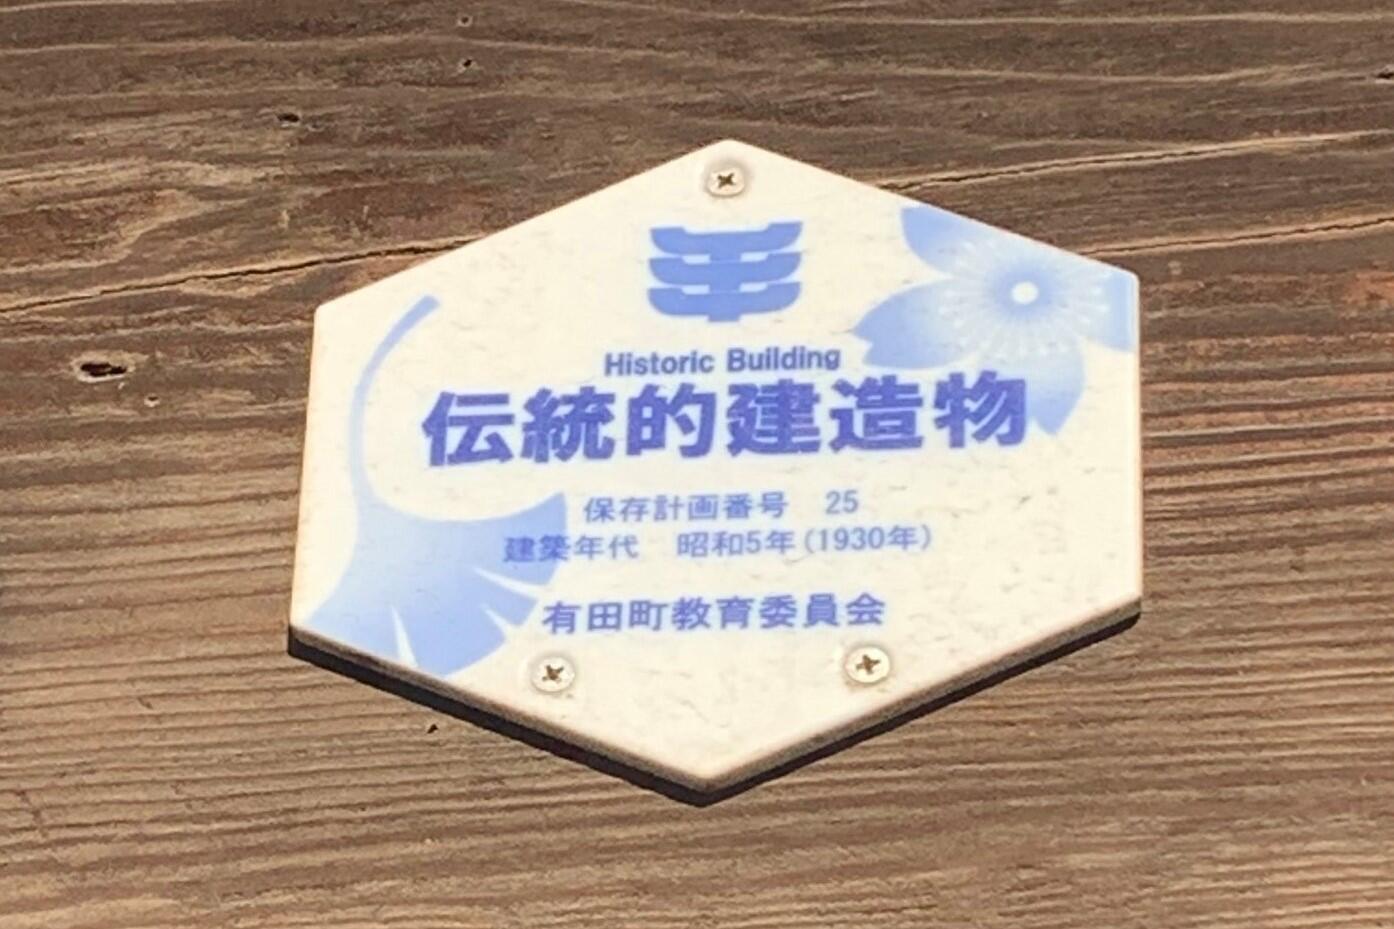 Historic Building
伝統的建造物
保存計画番号　25
建築年代　昭和5年(1930年)
有田町教育委員会